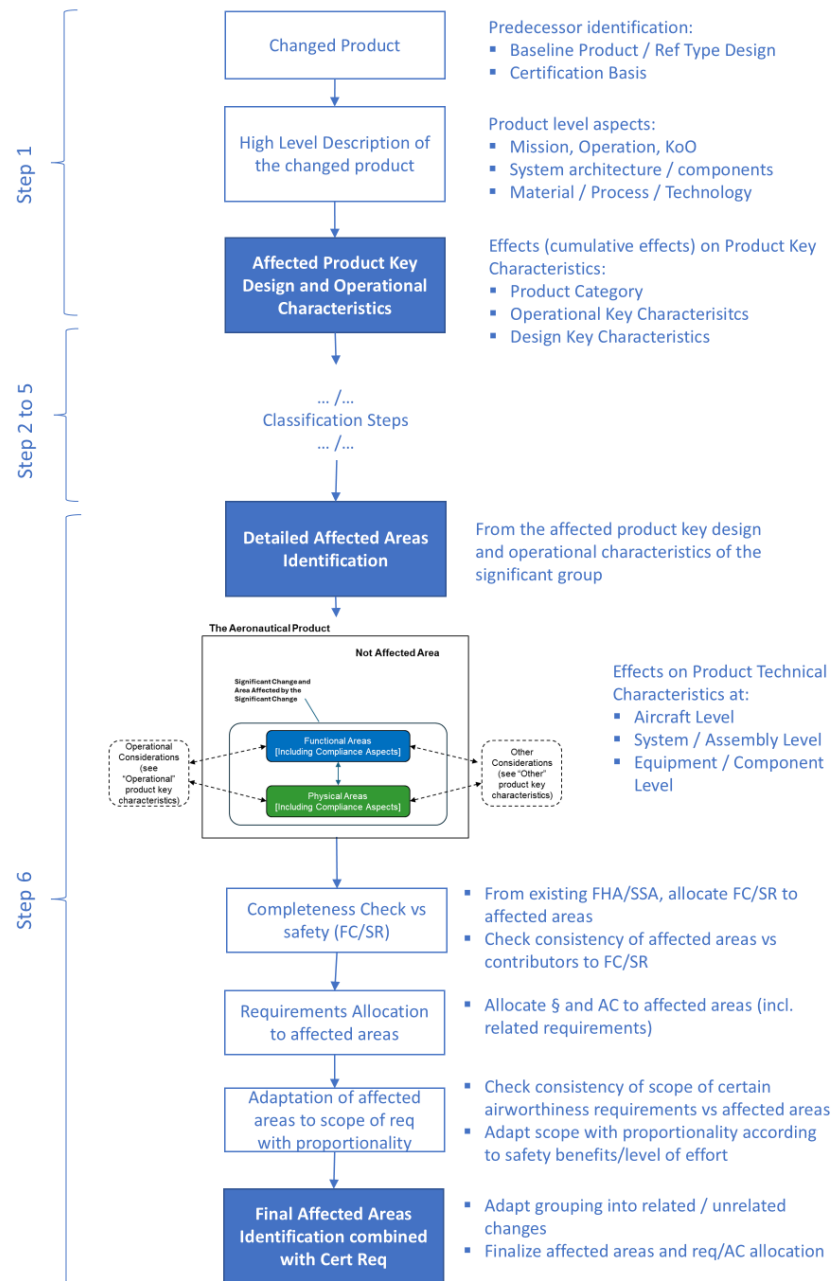 Changed Product
Predecessor identification:
▪ Baseline Product / Ref Type Design
▪ Certification Basis
Step 1
High Level Description of
the changed product
Product level aspects:
▪ Mission, Operation, KoO
▪ System architecture / components
▪ Material / Process / Technology
Affected Product Key
Design and Operational
Characteristics
Effects (cumulative effects) on Product Key
Characteristics:
▪ Product Category
▪ Operational Key Characterisitcs
▪ Design Key Characteristics
Step 2 to 5
... /...
Classification Steps
... /...
Step 6
Detailed Affected Areas
Identification
From the affected product key design
and operational characteristics of the
significant group
The Aeronautical Product
Not Affected Area
Significant Change and
Area Affected by the
Significant Change
Operational
Considerations
(see
"Operational"
product key
characteristics)
Functional Areas
[Including Compliance Aspects]
Physical Areas
[Including Compliance Aspects]
Other
Considerations
(see "Other"
product key
characteristics)
Effects on Product Technical
Characteristics at:
▪ Aircraft Level
▪ System / Assembly Level
▪ Equipment / Component
Level
Completeness Check vs
safety (FC/SR)
▪ From existing FHA/SSA, allocate FC/SR to
affected areas
▪ Check consistency of affected areas vs
contributors to FC/SR
Requirements Allocation
to affected areas
▪ Allocate § and AC to affected areas (incl.
related requirements)
Adaptation of affected
areas to scope of req
with proportionality
▪ Check consistency of scope of certain
airworthiness requirements vs affected areas
▪ Adapt scope with proportionality according
to safety benefits/level of effort
Final Affected Areas
Identification combined
with Cert Req
▪ Adapt grouping into related / unrelated
changes
▪ Finalize affected areas and req/AC allocation